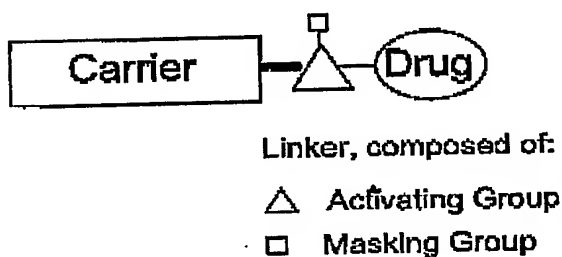 Carrier
Drug
Linker, composed of:
Activating Group
Masking Group